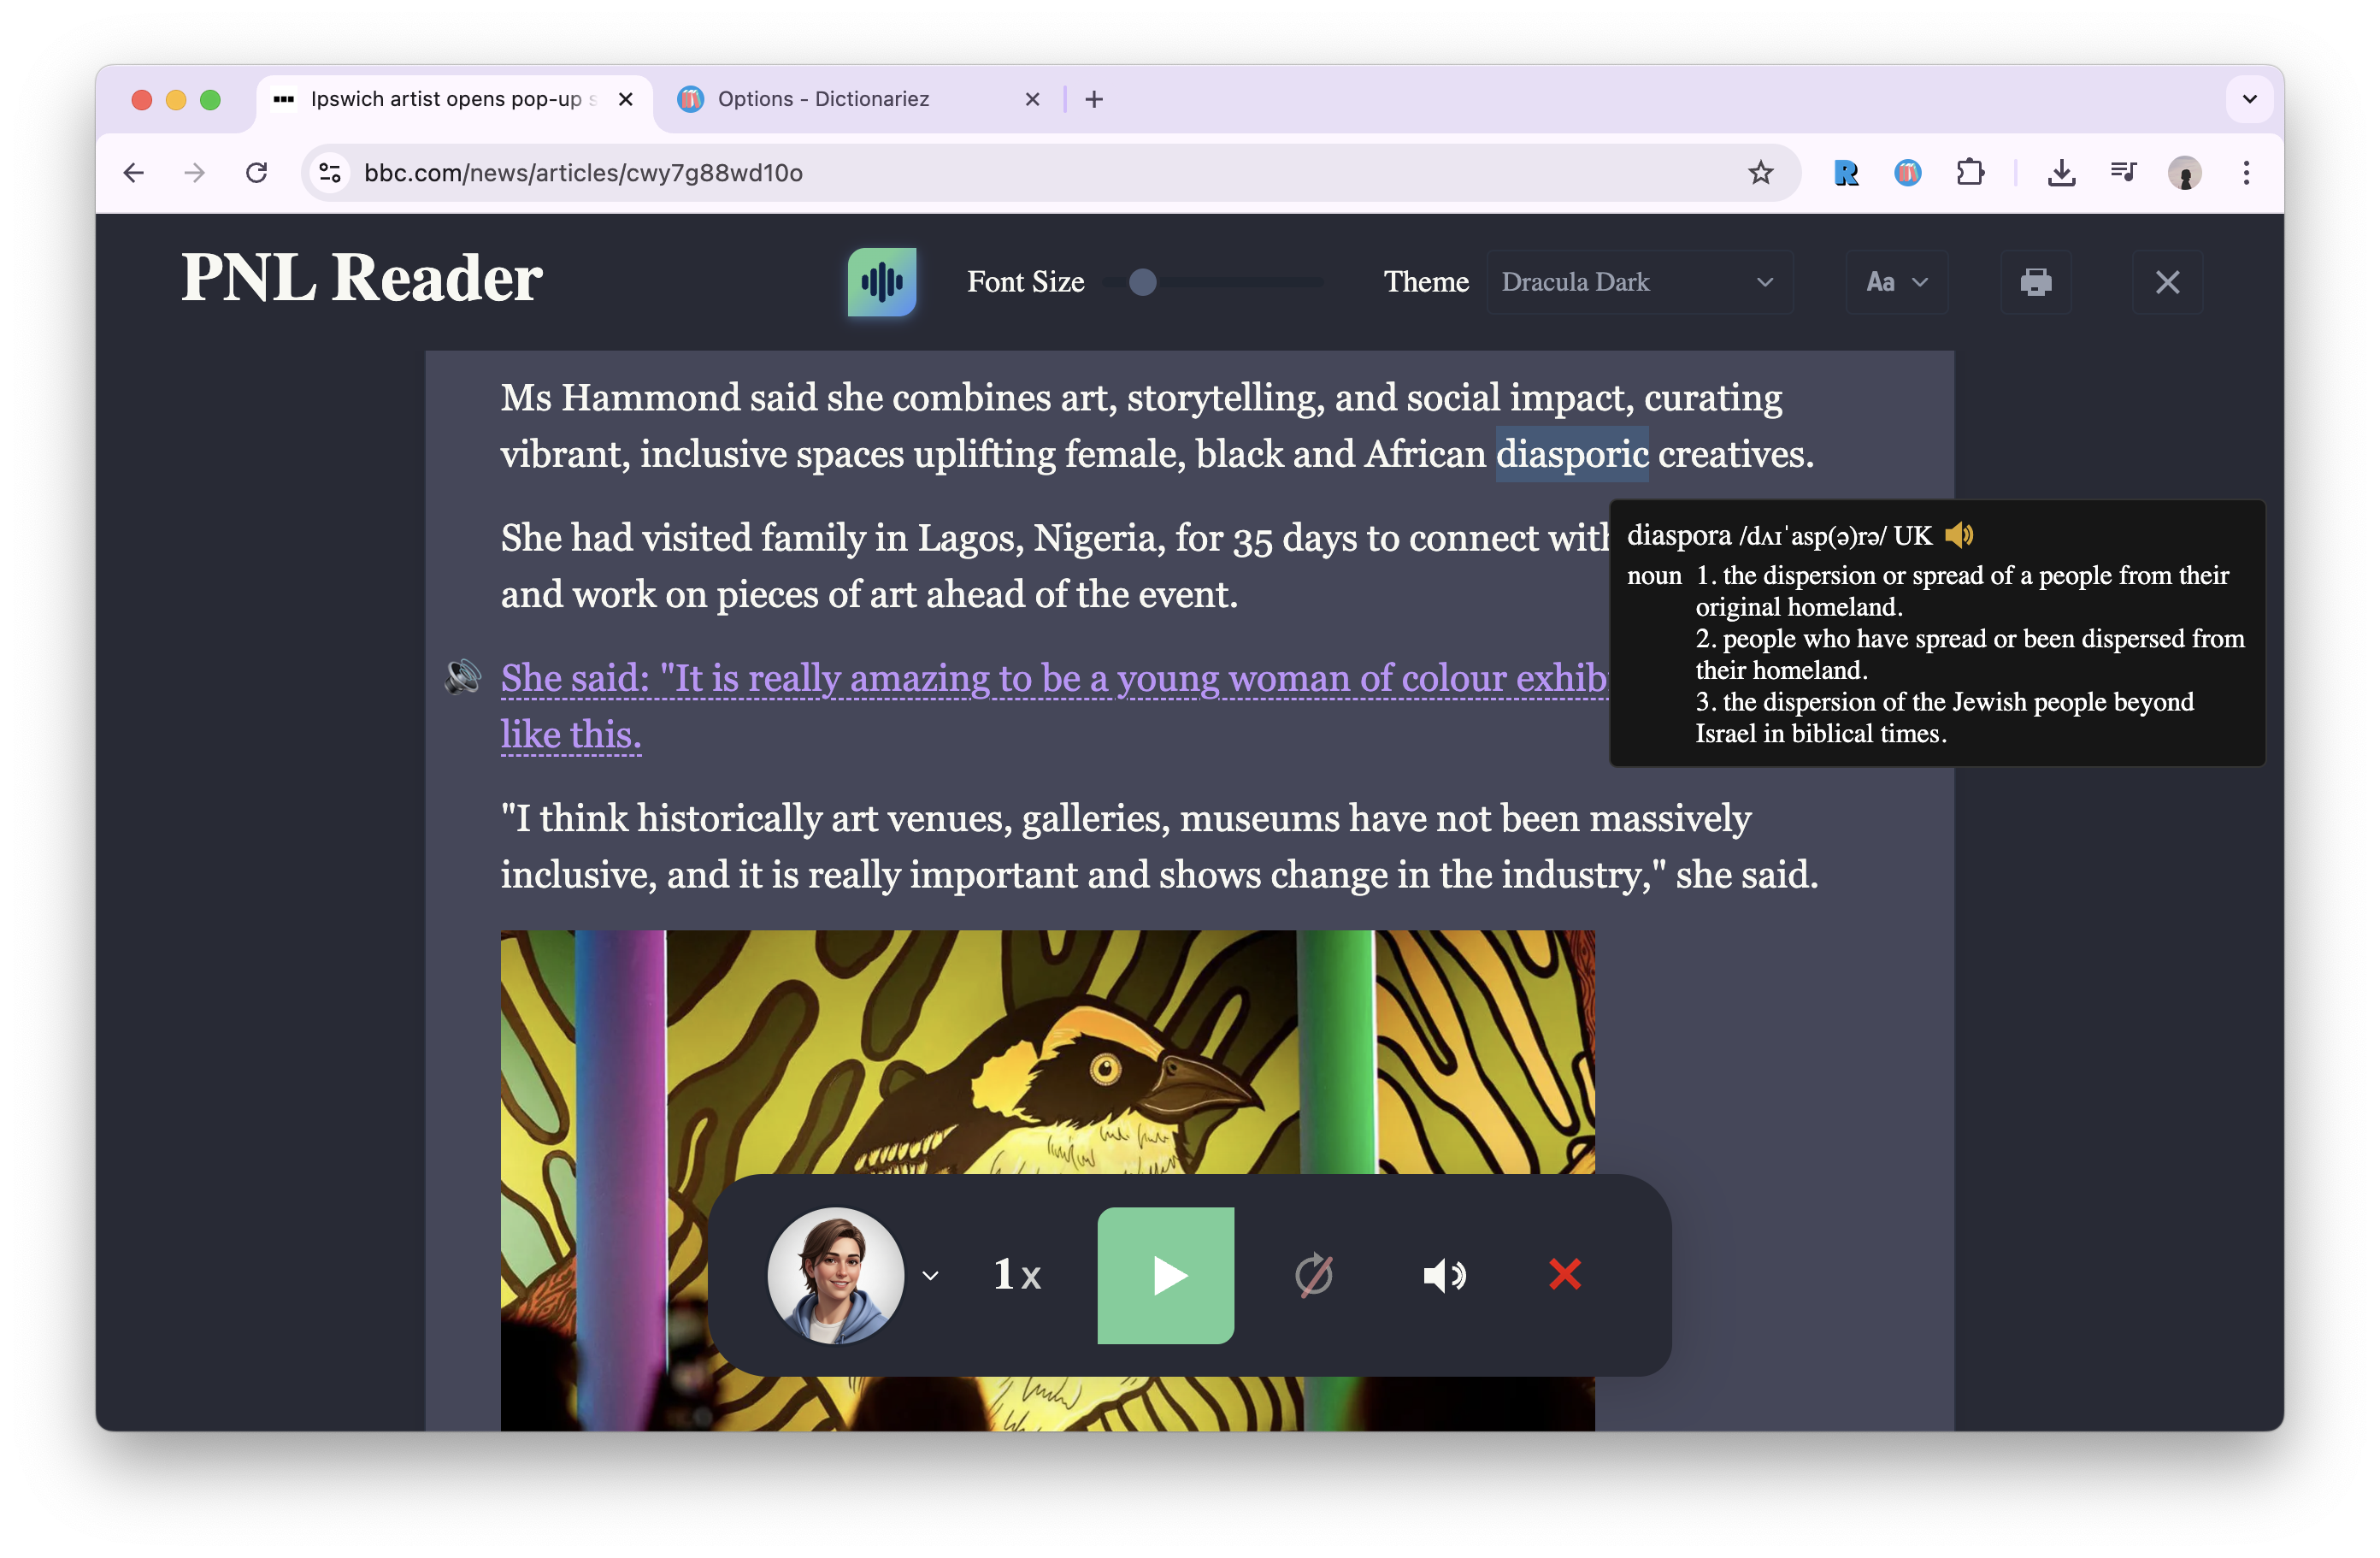 Ipswich artist opens pop-up s
Options - Dictionariez
bbc.com/news/articles/cwy7g88wd10o
R
PNL Reader
Font Size
Theme
Dracula Dark
Aa
Ms Hammond said she combines art, storytelling, and social impact, curating
vibrant, inclusive spaces uplifting female, black and African diasporic creatives.
She had visited family in Lagos, Nigeria, for 35 days to connect with
and work on pieces of art ahead of the event.
She said: "It is really amazing to be a young woman of colour exhib
like this.
diaspora /dʌɪˈasp(ə)rə/ UK
noun 1. the dispersion or spread of a people from their
original homeland.
2. people who have spread or been dispersed from
their homeland.
3. the dispersion of the Jewish people beyond
Israel in biblical times.
"I think historically art venues, galleries, museums have not been massively
inclusive, and it is really important and shows change in the industry," she said.
1x